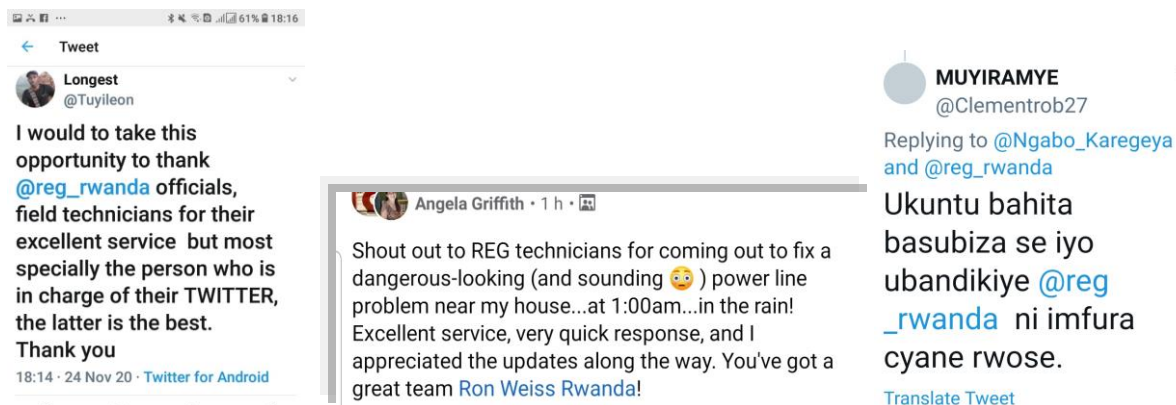 61% 18:16
Tweet
Longest
@Tuyileon
I would to take this
opportunity to thank
@reg_rwanda officials,
field technicians for their
excellent service but most
specially the person who is
in charge of their TWITTER,
the latter is the best.
Thank you
18:14 · 24 Nov 20 · Twitter for Android
Angela Griffith · 1 h ·
Shout out to REG technicians for coming out to fix a
dangerous-looking (and sounding 😳 ) power line
problem near my house...at 1:00am...in the rain!
Excellent service, very quick response, and I
appreciated the updates along the way. You've got a
great team Ron Weiss Rwanda!
MUYIRAMYE
@Clementrob27
Replying to @Ngabo_Karegeya
and @reg_rwanda
Ukuntu bahita
basubiza se iyo
ubandikiye @reg
_rwanda ni imfura
cyane rwose.
Translate Tweet